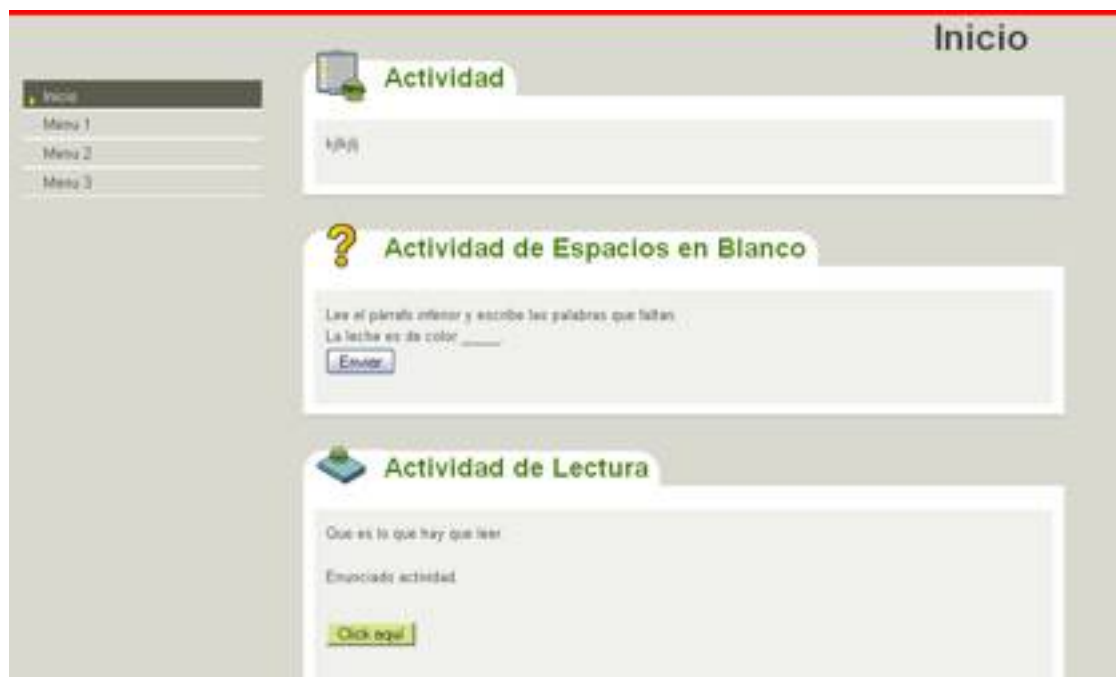 Inicio
Inicio
Menu 1
Menu 2
Menu 3
Actividad
Actividad de Espacios en Blanco
Lee el párrafo inferior y escribe las palabras que faltan
La leche es de color _____
Enviar
Actividad de Lectura
Que es lo que hay que leer
Enunciado actividad
Click aquí